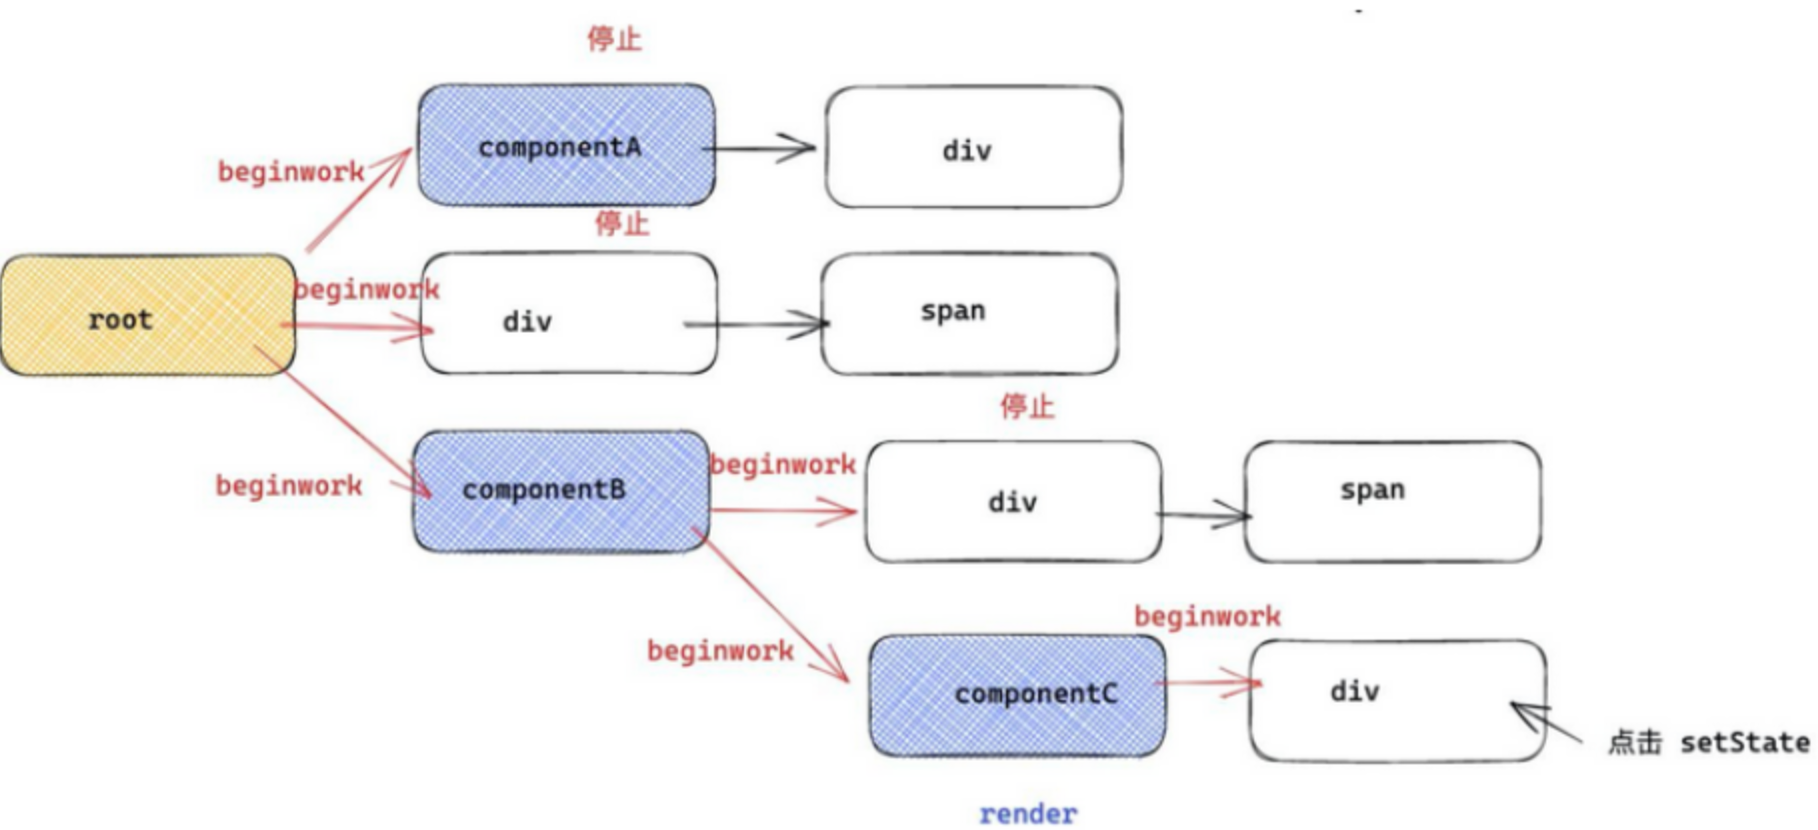 停止
componentA
div
beginwork
停止
beginwork
root
div
span
停止
beginwork
beginwork
componentB
div
span
beginwork
beginwork
componentC
div
点击 setState
render